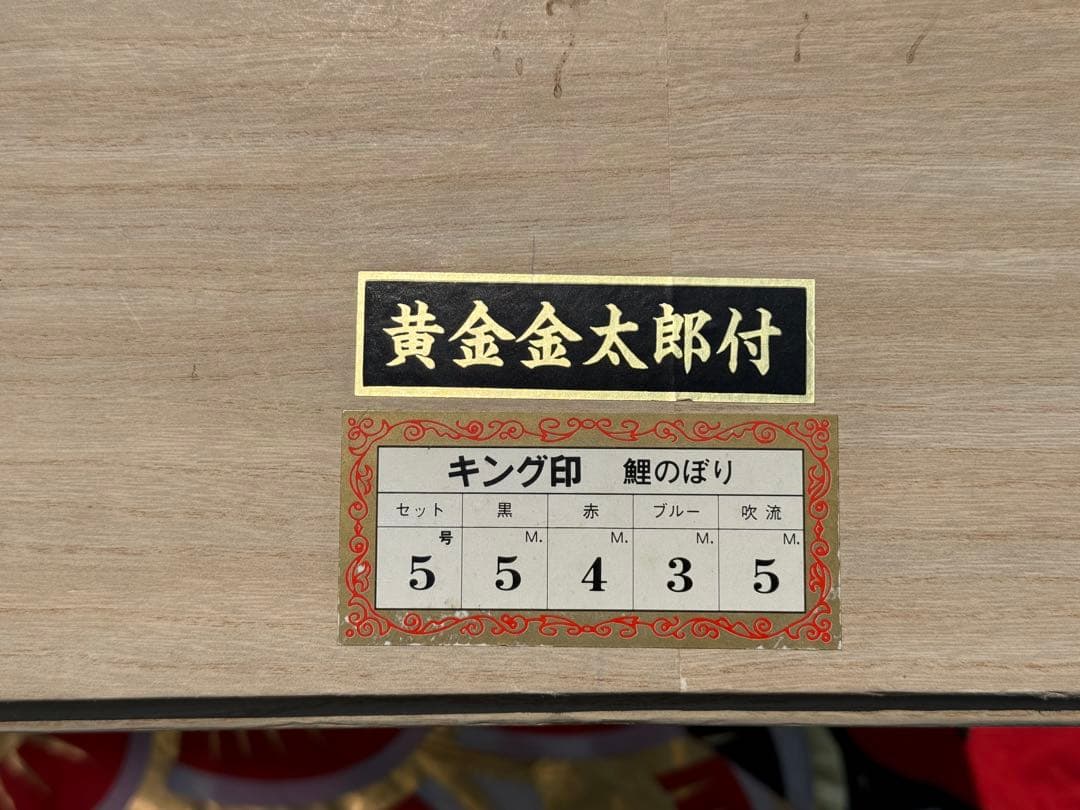 黄金金太郎付
キング印 鯉のぼり
セット 黒 赤 ブルー 吹流
号 M. M. M. M.
5 5 4 3 5